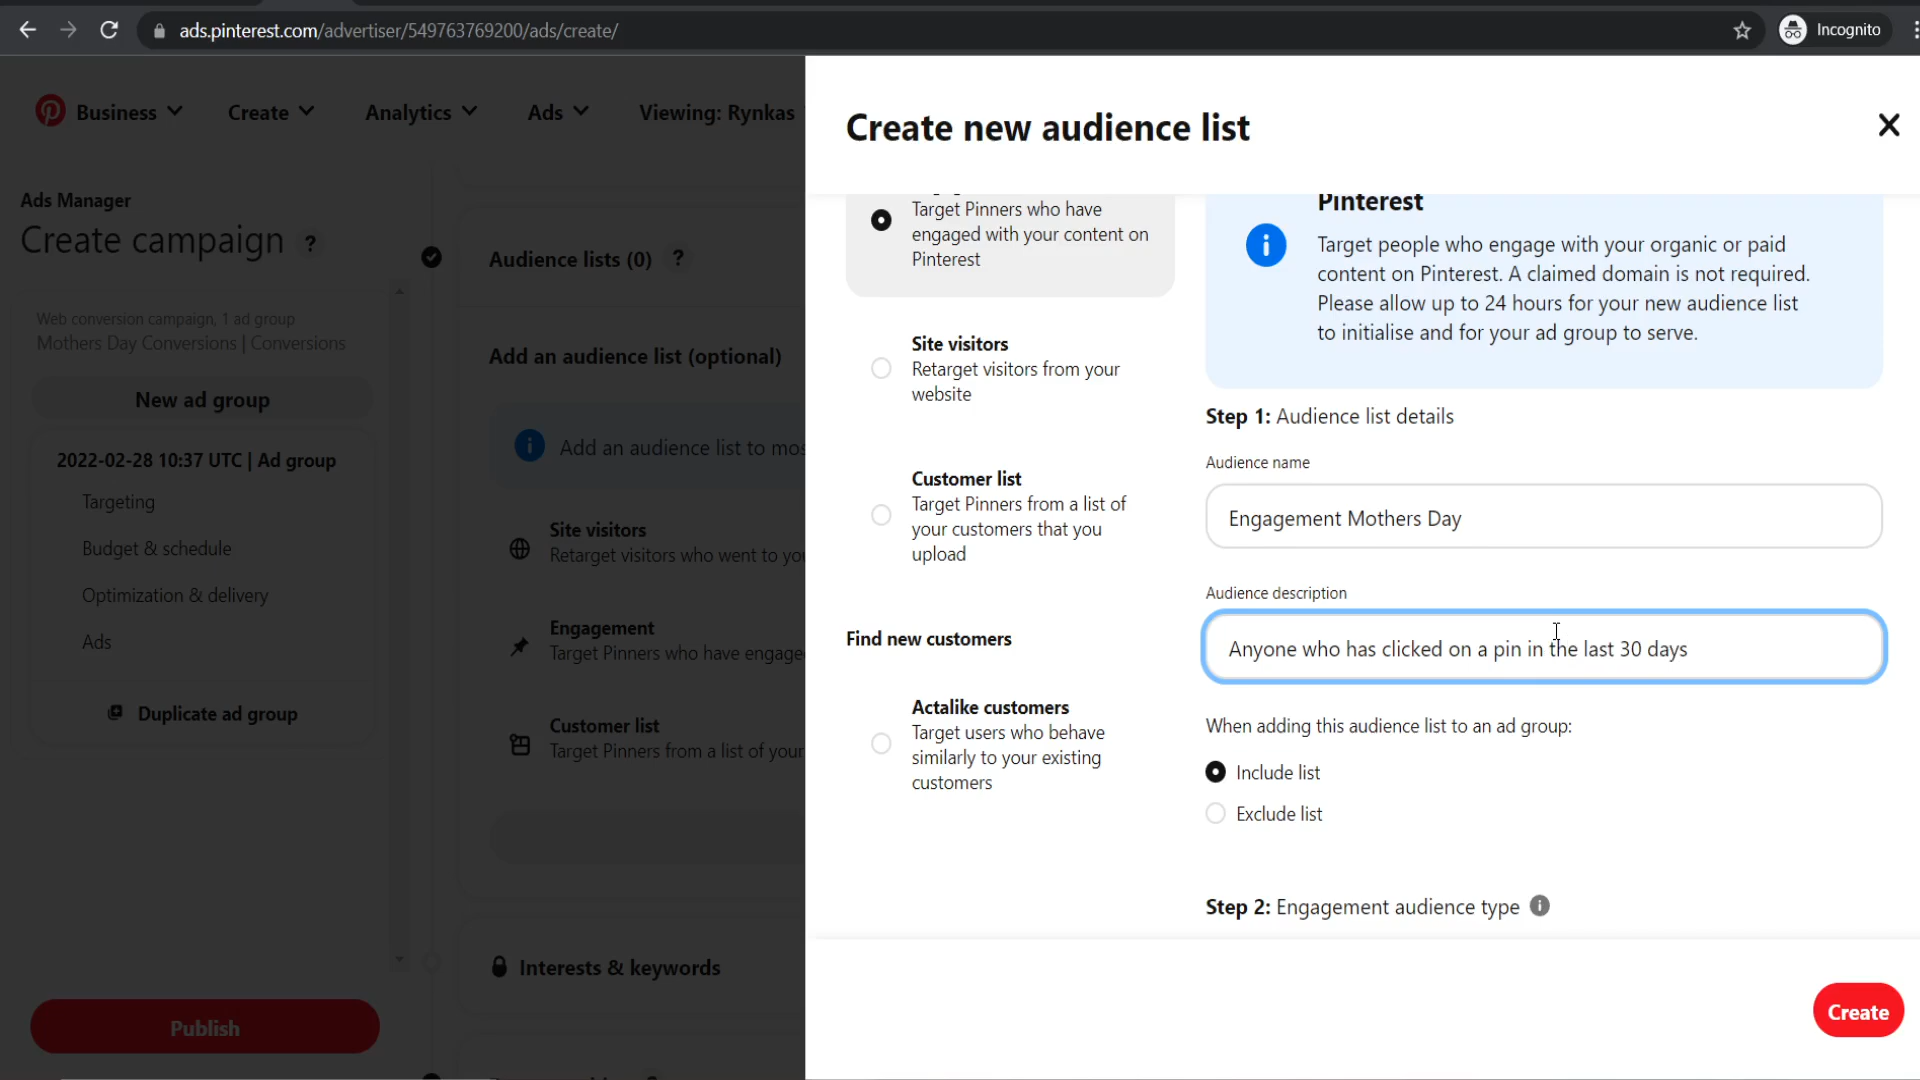 ads.pinterest.com/advertiser/549763769200/ads/create/
Incognito
Business
Create
Analytics
Ads
Viewing: Rynkas
Ads Manager
Create campaign ?
Web conversion campaign, 1 ad group
Mothers Day Conversions | Conversions
New ad group
2022-02-28 10:37 UTC | Ad group
Targeting
Budget & schedule
Optimization & delivery
Ads
Duplicate ad group
Publish
Audience lists (0) ?
Add an audience list (optional)
Add an audience list to mos
Site visitors
Retarget visitors who went to you
Engagement
Target Pinners who have engage
Customer list
Target Pinners from a list of your
Interests & keywords
Create new audience list
Target Pinners who have
engaged with your content on
Pinterest
Site visitors
Retarget visitors from your
website
Customer list
Target Pinners from a list of
your customers that you
upload
Find new customers
Actalike customers
Target users who behave
similarly to your existing
customers
Pinterest
Target people who engage with your organic or paid
content on Pinterest. A claimed domain is not required.
Please allow up to 24 hours for your new audience list
to initialise and for your ad group to serve.
Step 1: Audience list details
Audience name
Engagement Mothers Day
Audience description
Anyone who has clicked on a pin in the last 30 days
When adding this audience list to an ad group:
Include list
Exclude list
Step 2: Engagement audience type
Create